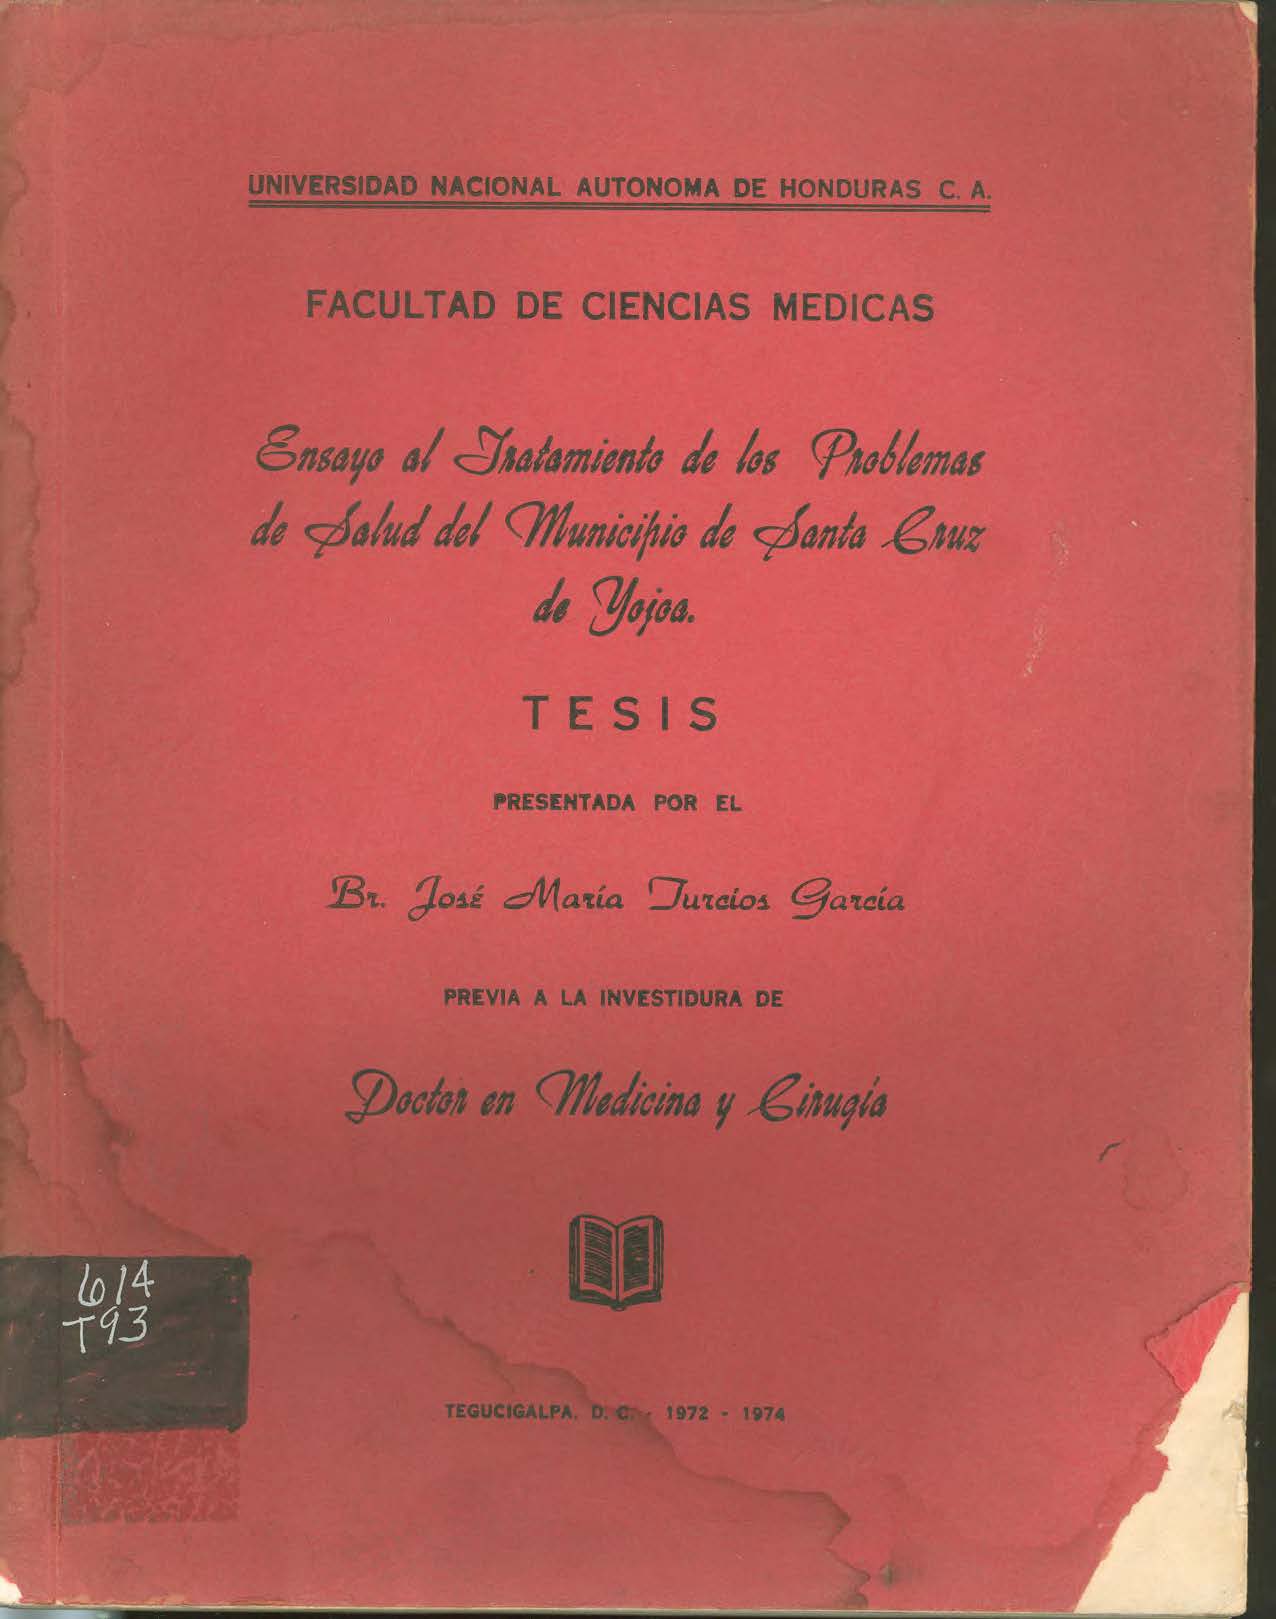 UNIVERSIDAD NACIONAL AUTONOMA DE HONDURAS C. A.
FACULTAD DE CIENCIAS MEDICAS
Ensayo al Tratamiento de los Problemas
de Salud del Municipio de Santa Cruz
de Yojoa.
TESIS
PRESENTADA POR EL
Br. José María Turcios García
PREVIA A LA INVESTIDURA DE
Doctor en Medicina y Cirugía
614
T93
TEGUCIGALPA, D. C. - 1972 - 1974